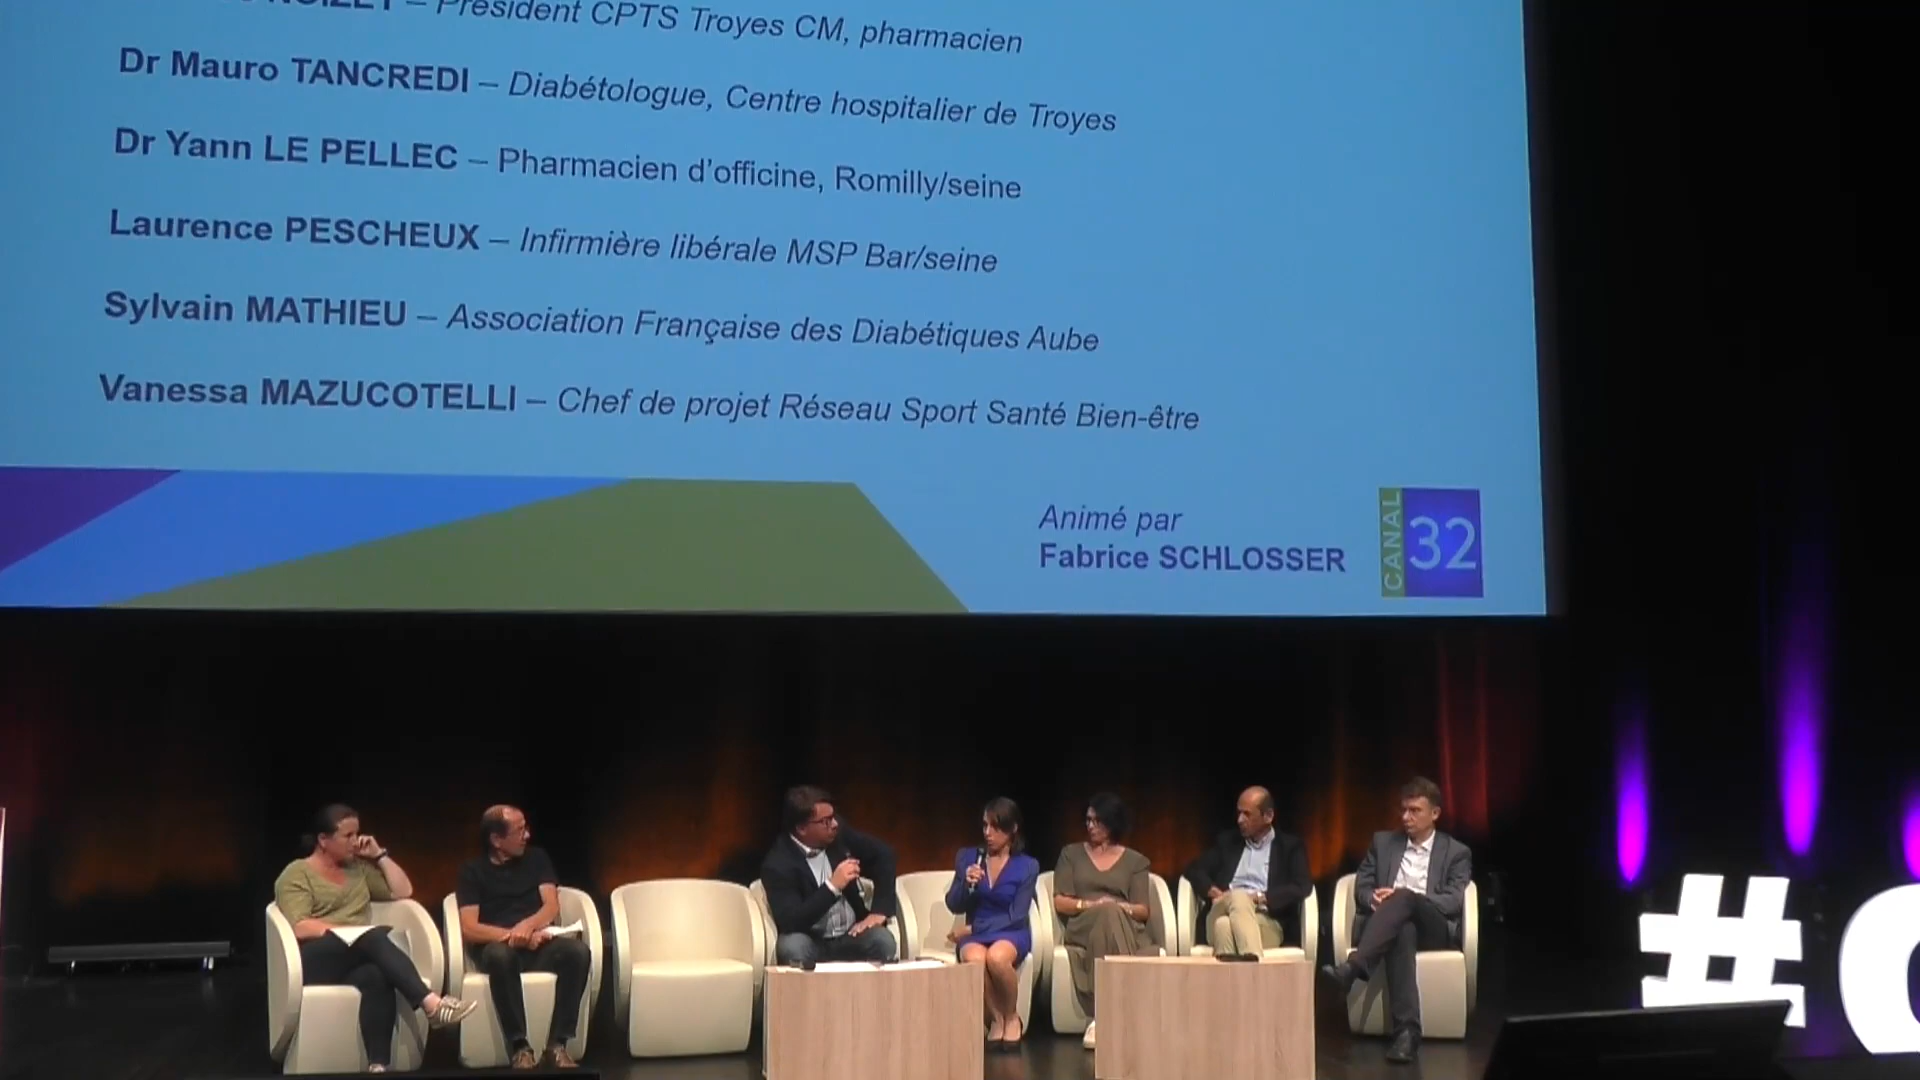 – Président CPTS Troyes CM, pharmacien
Dr Mauro TANCREDI – Diabétologue, Centre hospitalier de Troyes
Dr Yann LE PELLEC – Pharmacien d'officine, Romilly/seine
Laurence PESCHEUX – Infirmière libérale MSP Bar/seine
Sylvain MATHIEU – Association Française des Diabétiques Aube
Vanessa MAZUCOTELLI – Chef de projet Réseau Sport Santé Bien-être
Animé par
Fabrice SCHLOSSER
CANAL 32
#